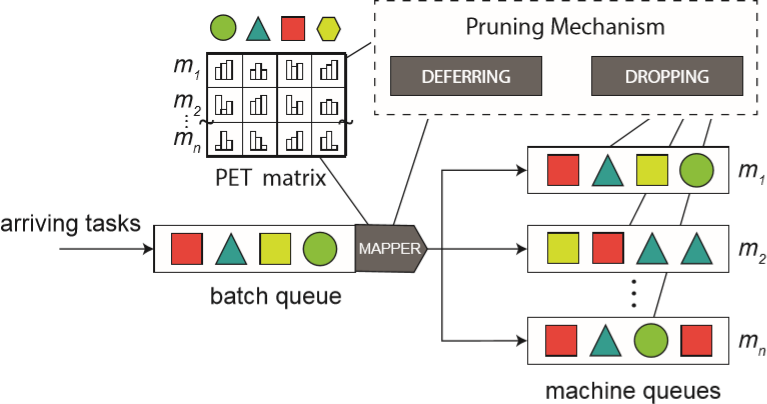 Pruning Mechanism
DEFERRING
DROPPING
m1
m2
mn
PET matrix
arriving tasks
MAPPER
batch queue
m1
m2
mn
machine queues